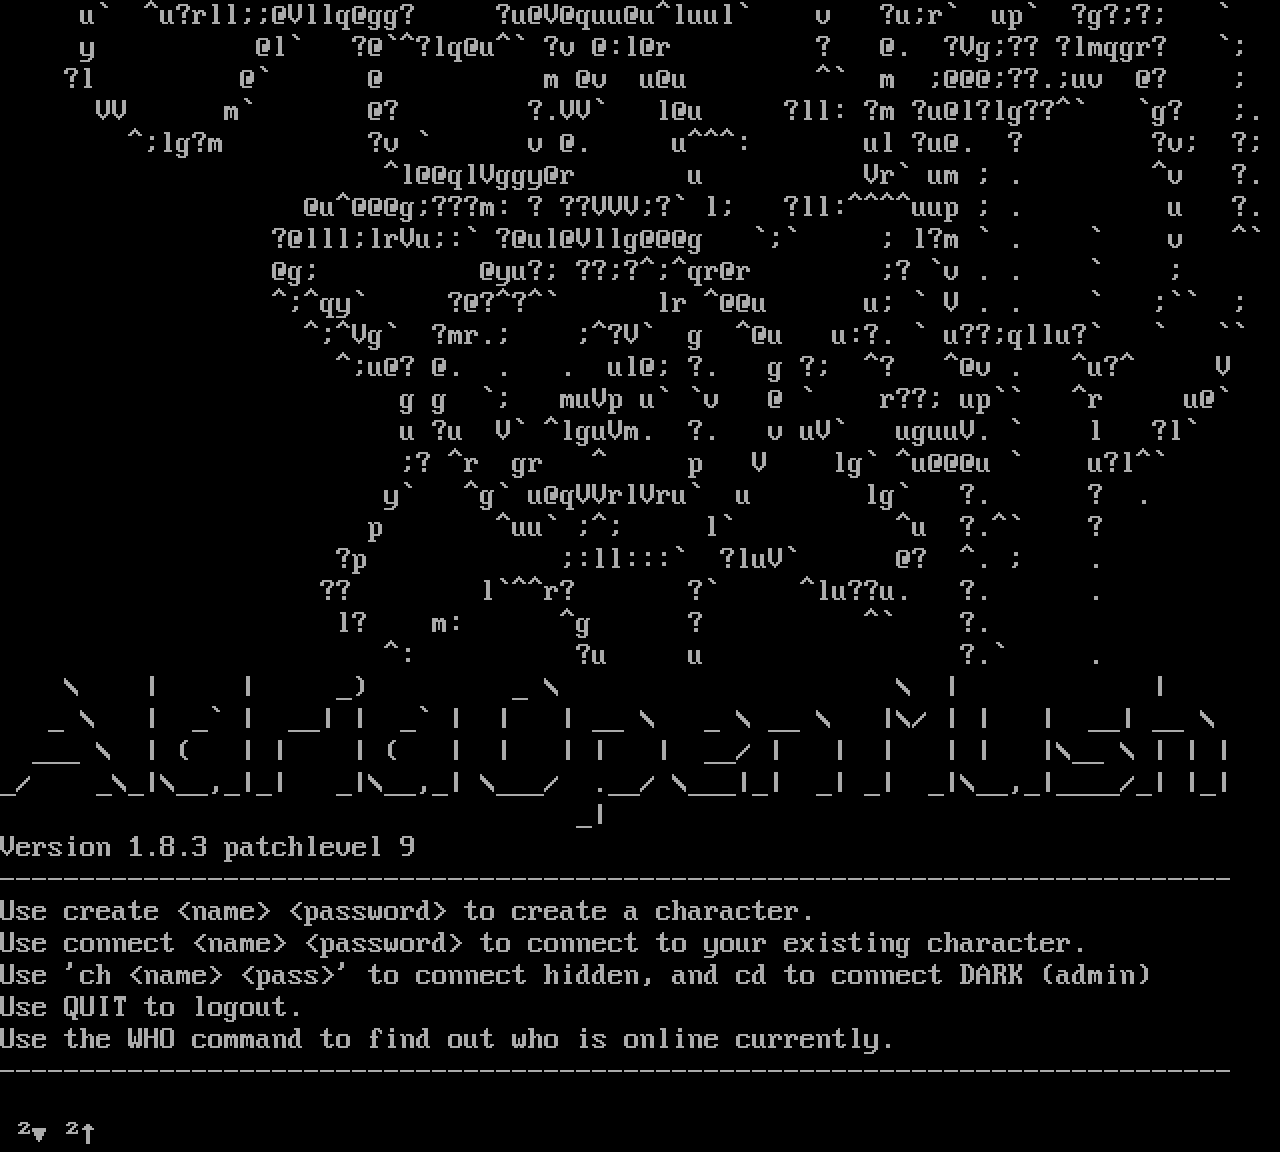 AldriaOpenMush
Version 1.8.3 patchlevel 9
Use create <name> <password> to create a character.
Use connect <name> <password> to connect to your existing character.
Use 'ch <name> <pass>' to connect hidden, and cd to connect DARK (admin)
Use QUIT to logout.
Use the WHO command to find out who is online currently.